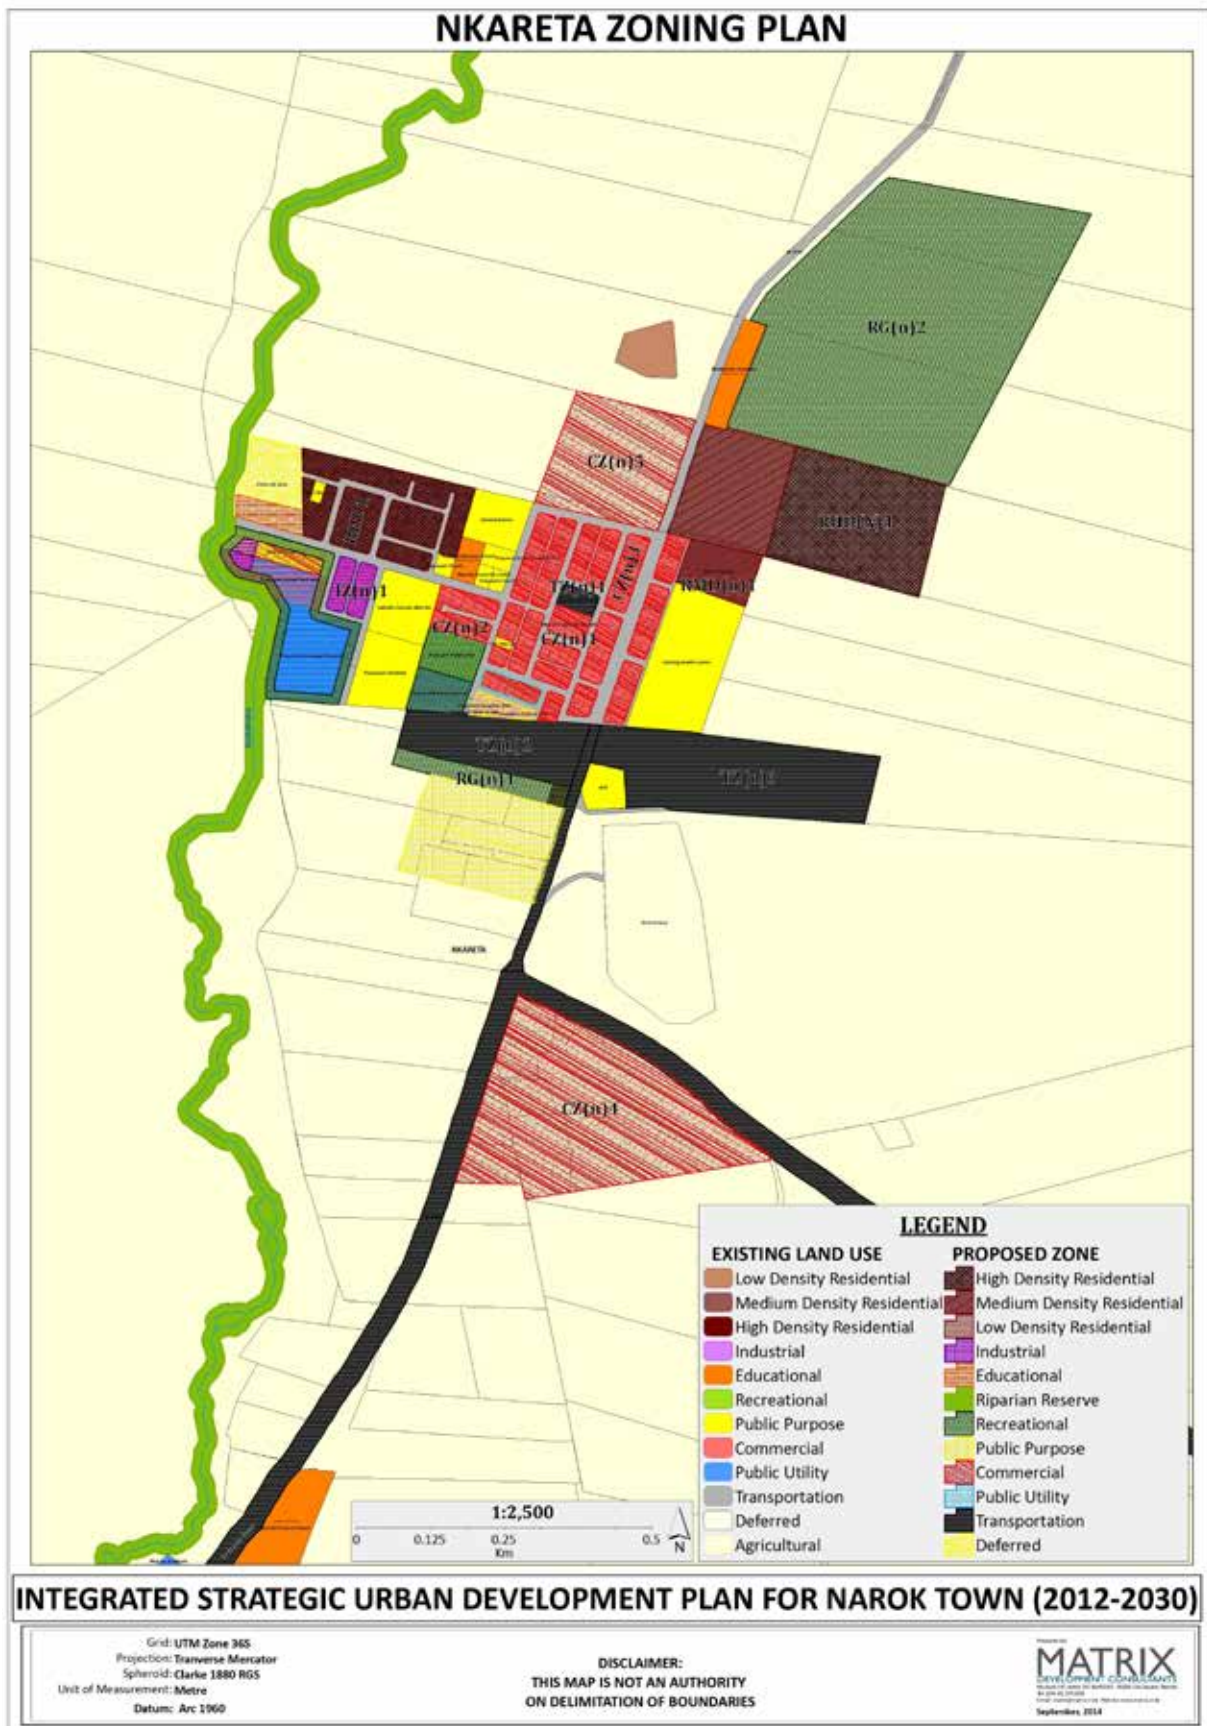 NKARETA ZONING PLAN
RG(n)2
CZ(n)3
TZ(n)1
IZ(n)1
RMD(n)1
CZ(n)2
CZ(n)1
RG(n)1
NKARETA
CZ(n)4
LEGEND
EXISTING LAND USE
Low Density Residential
Medium Density Residential
High Density Residential
Industrial
Educational
Recreational
Public Purpose
Commercial
Public Utility
Transportation
Deferred
Agricultural
PROPOSED ZONE
High Density Residential
Medium Density Residential
Low Density Residential
Industrial
Educational
Riparian Reserve
Recreational
Public Purpose
Commercial
Public Utility
Transportation
Deferred
1:2,500
0 0.125 0.25 0.5
Km
N
INTEGRATED STRATEGIC URBAN DEVELOPMENT PLAN FOR NAROK TOWN (2012-2030)
Grid: UTM Zone 36S
Projection: Tranverse Mercator
Spheroid: Clarke 1880 RGS
Unit of Measurement: Metre
Datum: Arc 1960
DISCLAIMER:
THIS MAP IS NOT AN AUTHORITY
ON DELIMITATION OF BOUNDARIES
MATRIX
DEVELOPMENT CONSULTANTS
September, 2014